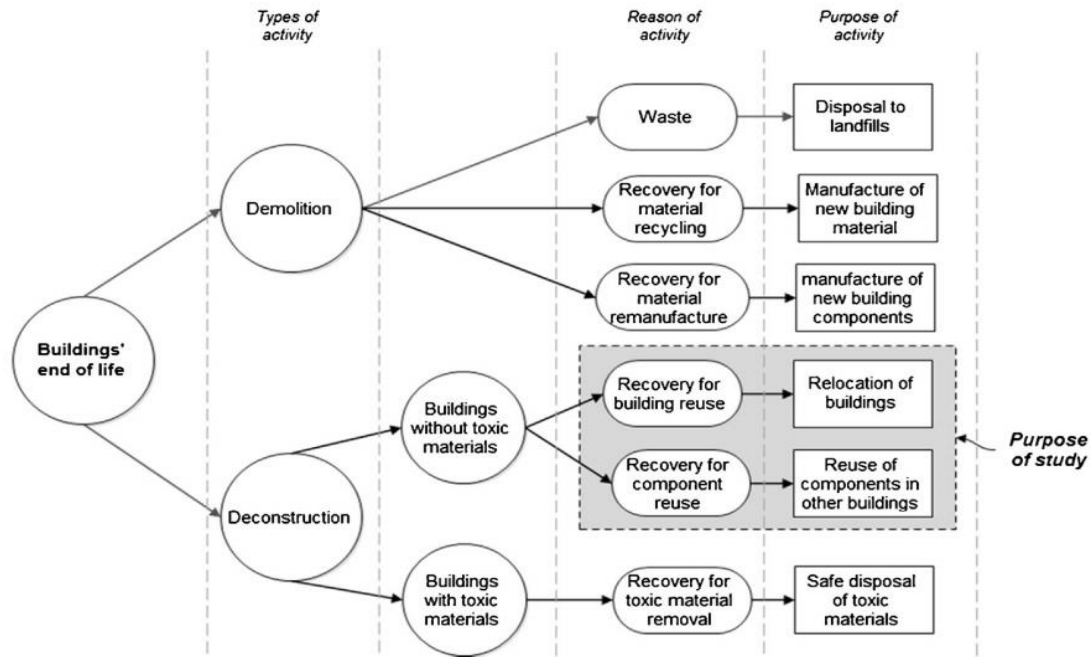 Types of
activity
Reason of
activity
Purpose of
activity
Waste
Disposal to
landfills
Demolition
Recovery for
material
recycling
Manufacture of
new building
material
Recovery for
material
remanufacture
manufacture of
new building
components
Buildings'
end of life
Buildings
without toxic
materials
Recovery for
building reuse
Relocation of
buildings
Purpose
of study
Recovery for
component
reuse
Reuse of
components in
other buildings
Deconstruction
Buildings
with toxic
materials
Recovery for
toxic material
removal
Safe disposal
of toxic
materials